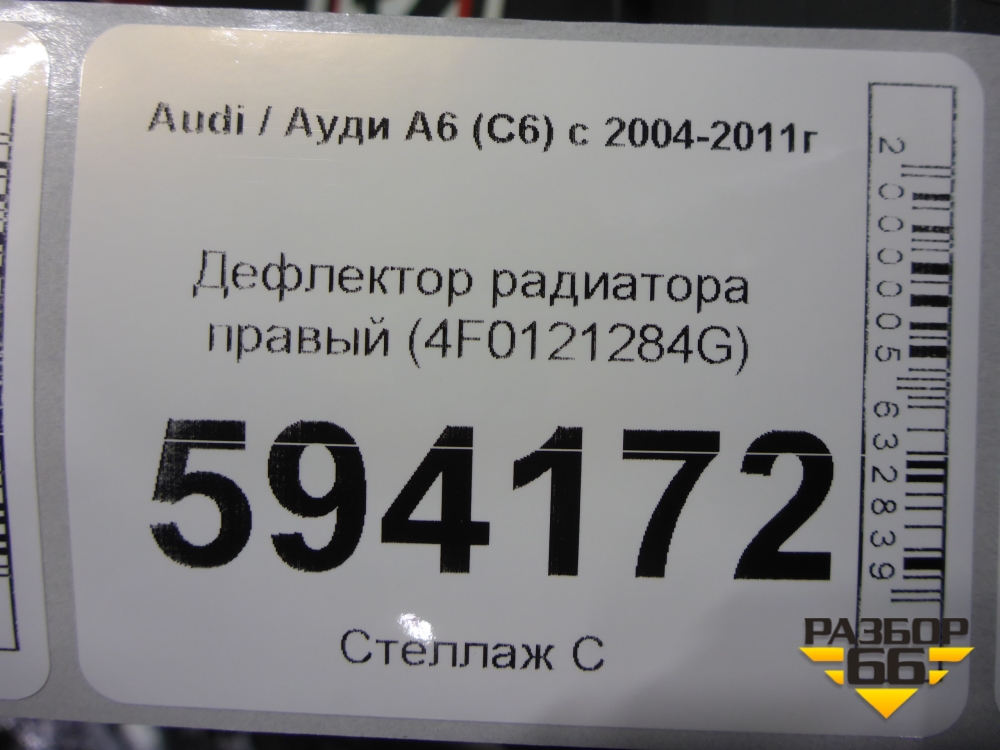 Audi / Ауди А6 (С6) с 2004-2011г
Дефлектор радиатора
правый (4F0121284G)
594172
Стеллаж С
2000005632839
РАЗБОР
66